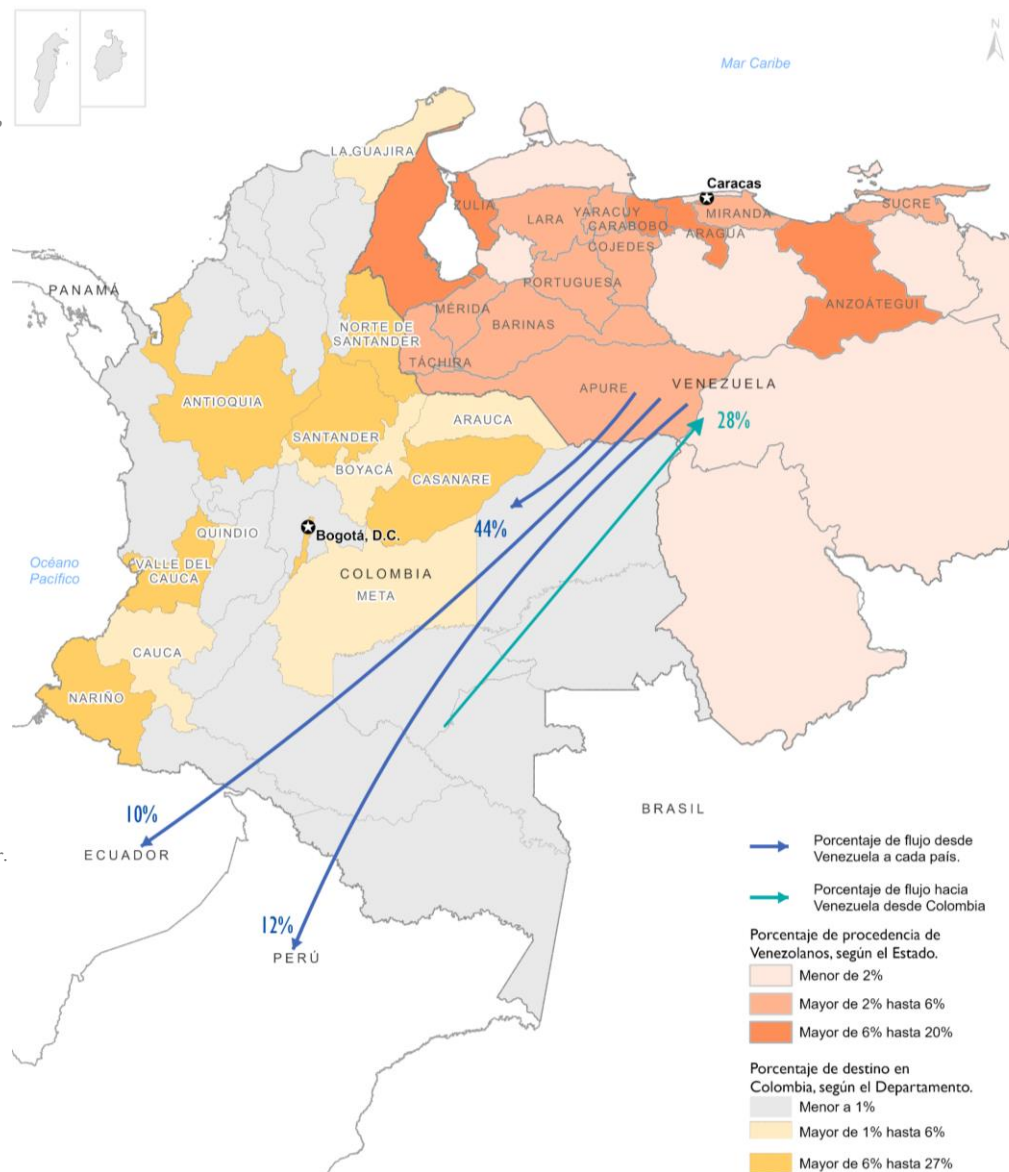 N
Mar Caribe
LA GUAJIRA
Caracas
ZULIA
LARA
YARACUY
CARABOBO
MIRANDA
SUCRE
ARAGUA
COJEDES
PANAMÁ
PORTUGUESA
ANZOÁTEGUI
MÉRIDA
NORTE DE
SANTANDER
BARINAS
TÁCHIRA
APURE
VENEZUELA
ANTIOQUIA
ARAUCA
28%
SANTANDER
BOYACÁ
CASANARE
44%
QUINDIO
Bogotá, D.C.
Océano
Pacífico
VALLE DEL
CAUCA
COLOMBIA
META
CAUCA
NARIÑO
BRASIL
10%
ECUADOR
12%
PERÚ
Porcentaje de flujo desde
Venezuela a cada país.
Porcentaje de flujo hacia
Venezuela desde Colombia
Porcentaje de procedencia de
Venezolanos, según el Estado.
Menor de 2%
Mayor de 2% hasta 6%
Mayor de 6% hasta 20%
Porcentaje de destino en
Colombia, según el Departamento.
Menor a 1%
Mayor de 1% hasta 6%
Mayor de 6% hasta 27%